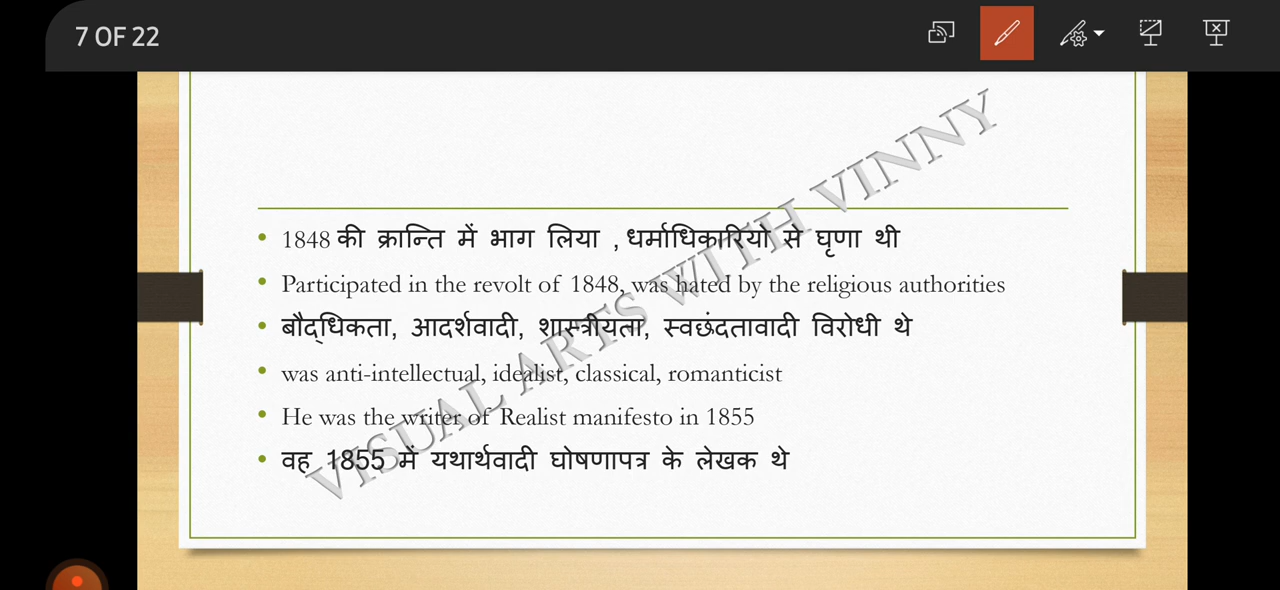 7 OF 22
1848 की क्रान्ति में भाग लिया , धर्माधिकारियो से घृणा थी
Participated in the revolt of 1848, was hated by the religious authorities
बौद्धिकता, आदर्शवादी, शास्त्रीयता, स्वछंदतावादी विरोधी थे
was anti-intellectual, idealist, classical, romanticist
He was the writer of Realist manifesto in 1855
वह 1855 में यथार्थवादी घोषणापत्र के लेखक थे
VISUAL ARTS WITH VINNY